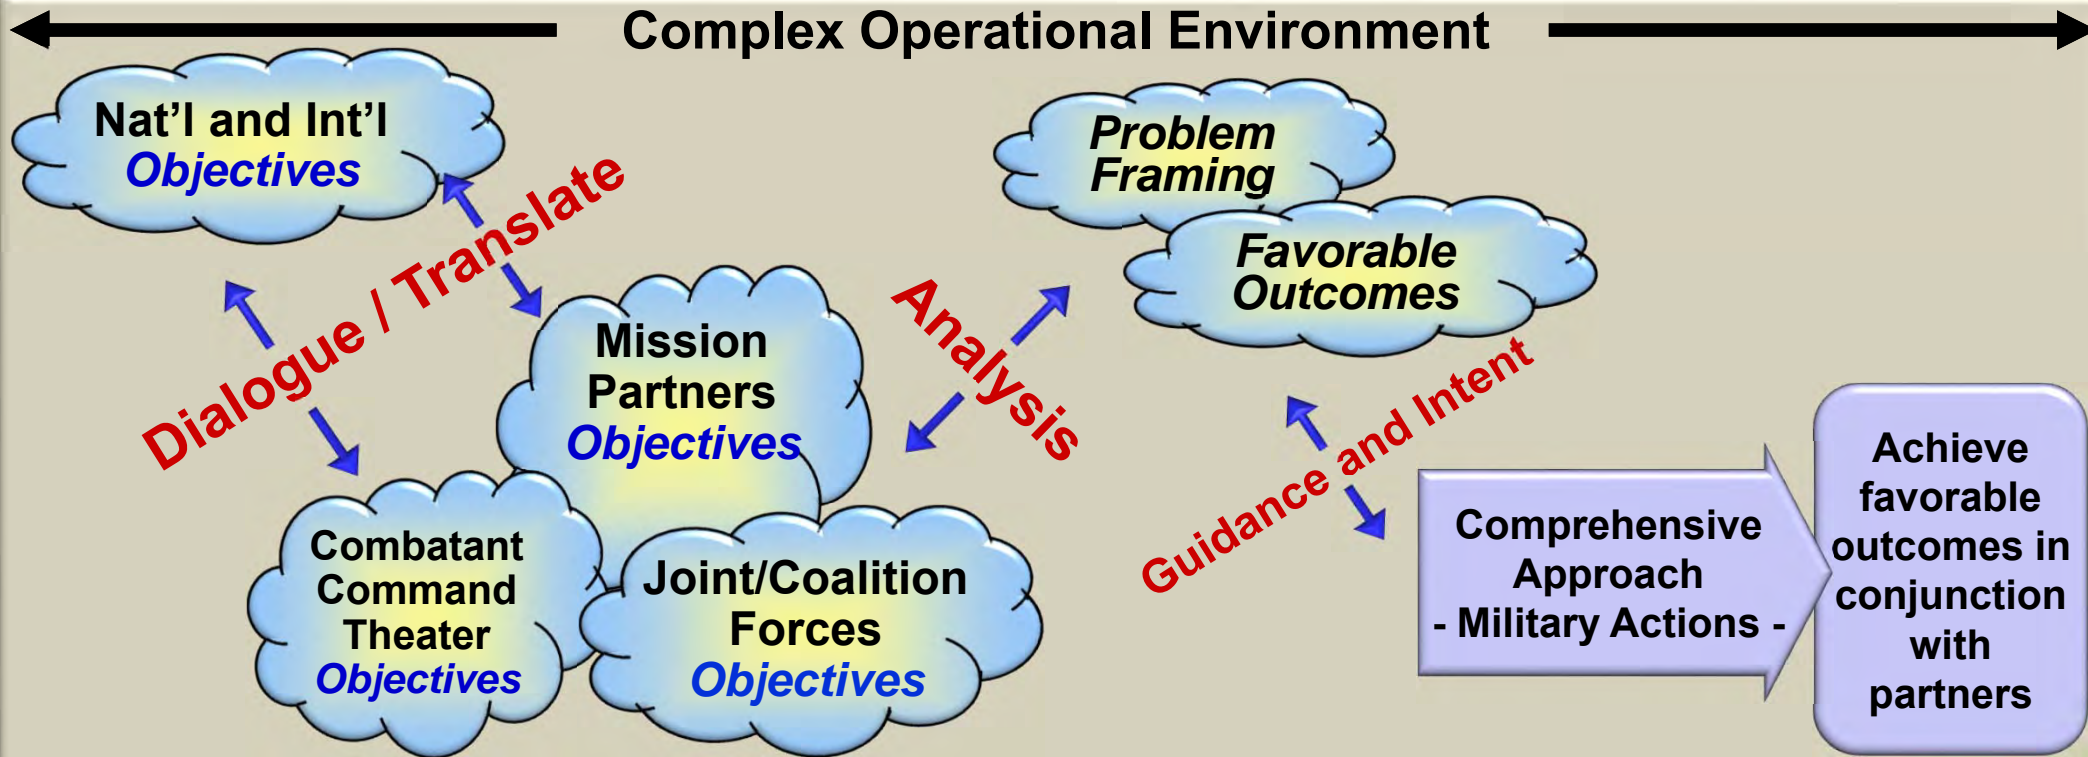 Complex Operational Environment
Nat'l and Int'l
Objectives
Dialogue / Translate
Mission
Partners
Objectives
Combatant
Command
Theater
Objectives
Joint/Coalition
Forces
Objectives
Analysis
Problem
Framing
Favorable
Outcomes
Guidance and Intent
Comprehensive
Approach
- Military Actions -
Achieve
favorable
outcomes in
conjunction
with
partners